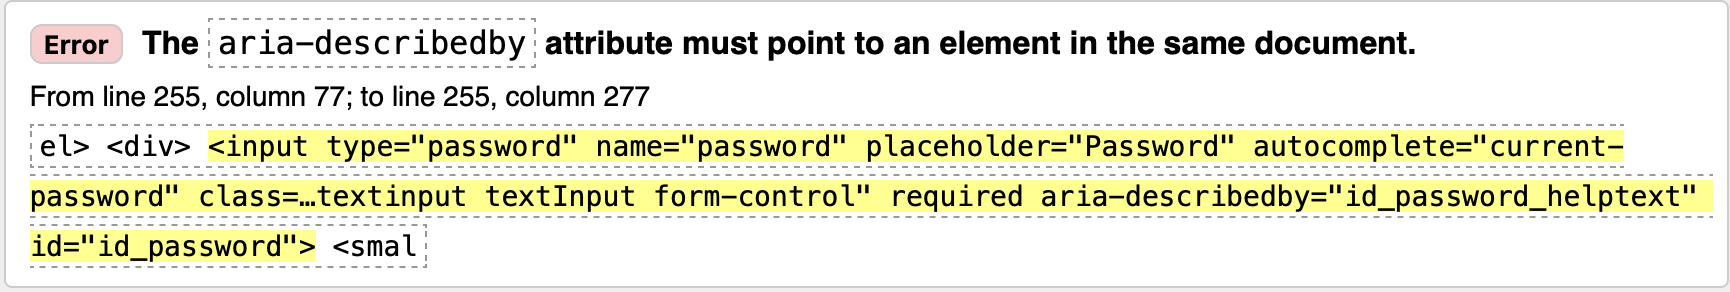 Error The aria-describedby attribute must point to an element in the same document.
From line 255, column 77; to line 255, column 277
el> <div> <input type="password" name="password" placeholder="Password" autocomplete="current-
password" class=…textinput textInput form-control" required aria-describedby="id_password_helptext"
id="id_password"> <smal